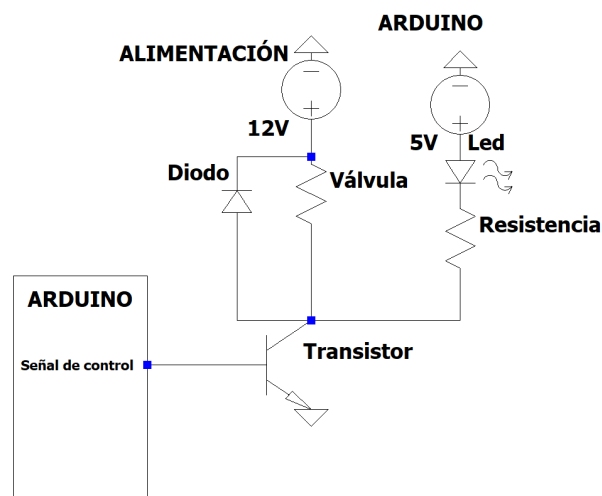 ARDUINO
ALIMENTACIÓN
12V
5V Led
Diodo
Válvula
Resistencia
ARDUINO
Señal de control
Transistor